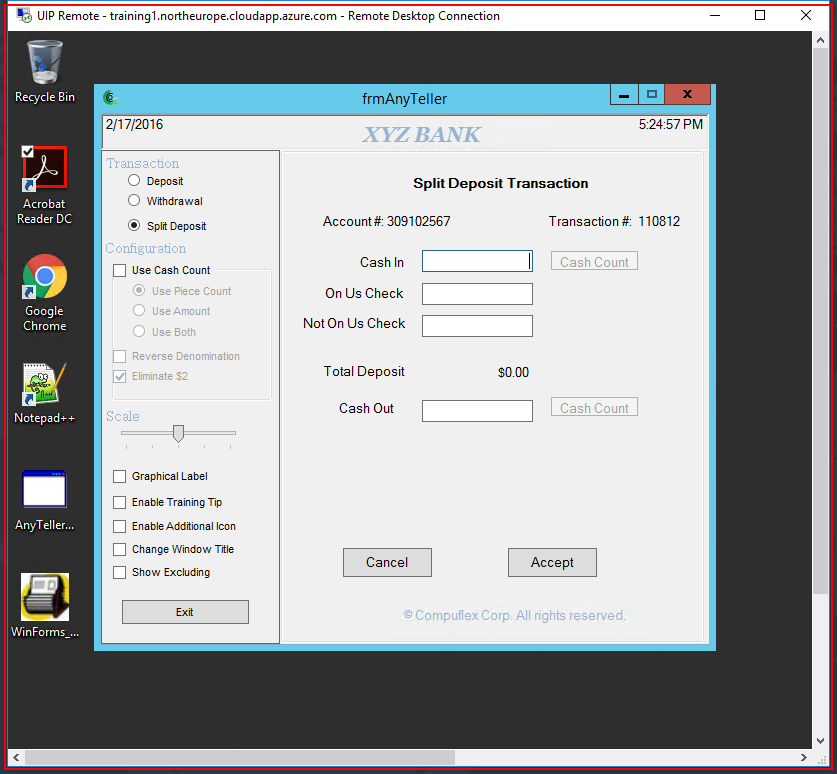 UIP Remote - training1.northeurope.cloudapp.azure.com - Remote Desktop Connection
Recycle Bin
Acrobat
Reader DC
Google
Chrome
Notepad++
AnyTeller...
WinForms_...
frmAnyTeller
2/17/2016
XYZ BANK
5:24:57 PM
Transaction
Deposit
Withdrawal
Split Deposit
Configuration
Use Cash Count
Use Piece Count
Use Amount
Use Both
Reverse Denomination
Eliminate $2
Scale
Graphical Label
Enable Training Tip
Enable Additional Icon
Change Window Title
Show Excluding
Exit
Split Deposit Transaction
Account #: 309102567 Transaction #: 110812
Cash In Cash Count
On Us Check
Not On Us Check
Total Deposit $0.00
Cash Out Cash Count
Cancel Accept
© Compuflex Corp. All rights reserved.